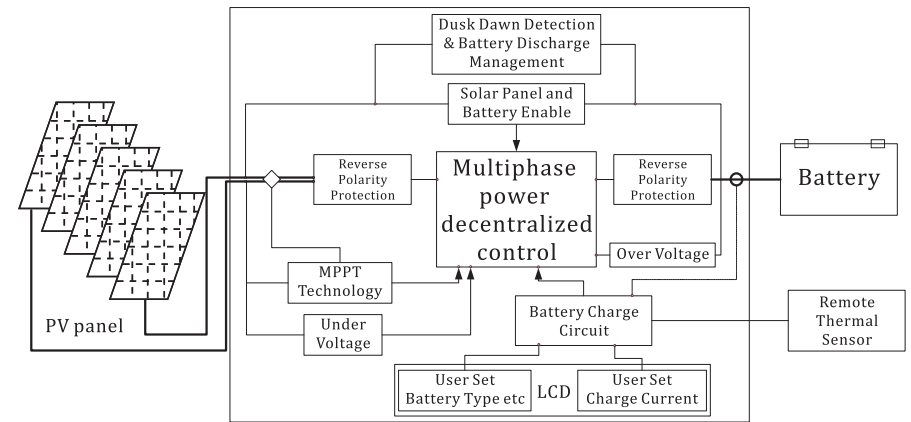 Dusk Dawn Detection
& Battery Discharge
Management
Solar Panel and
Battery Enable
Reverse
Polarity
Protection
Multiphase
power
decentralized
control
Reverse
Polarity
Protection
Battery
Over Voltage
MPPT
Technology
PV panel
Under
Voltage
Battery Charge
Circuit
Remote
Thermal
Sensor
User Set
Battery Type etc
LCD
User Set
Charge Current